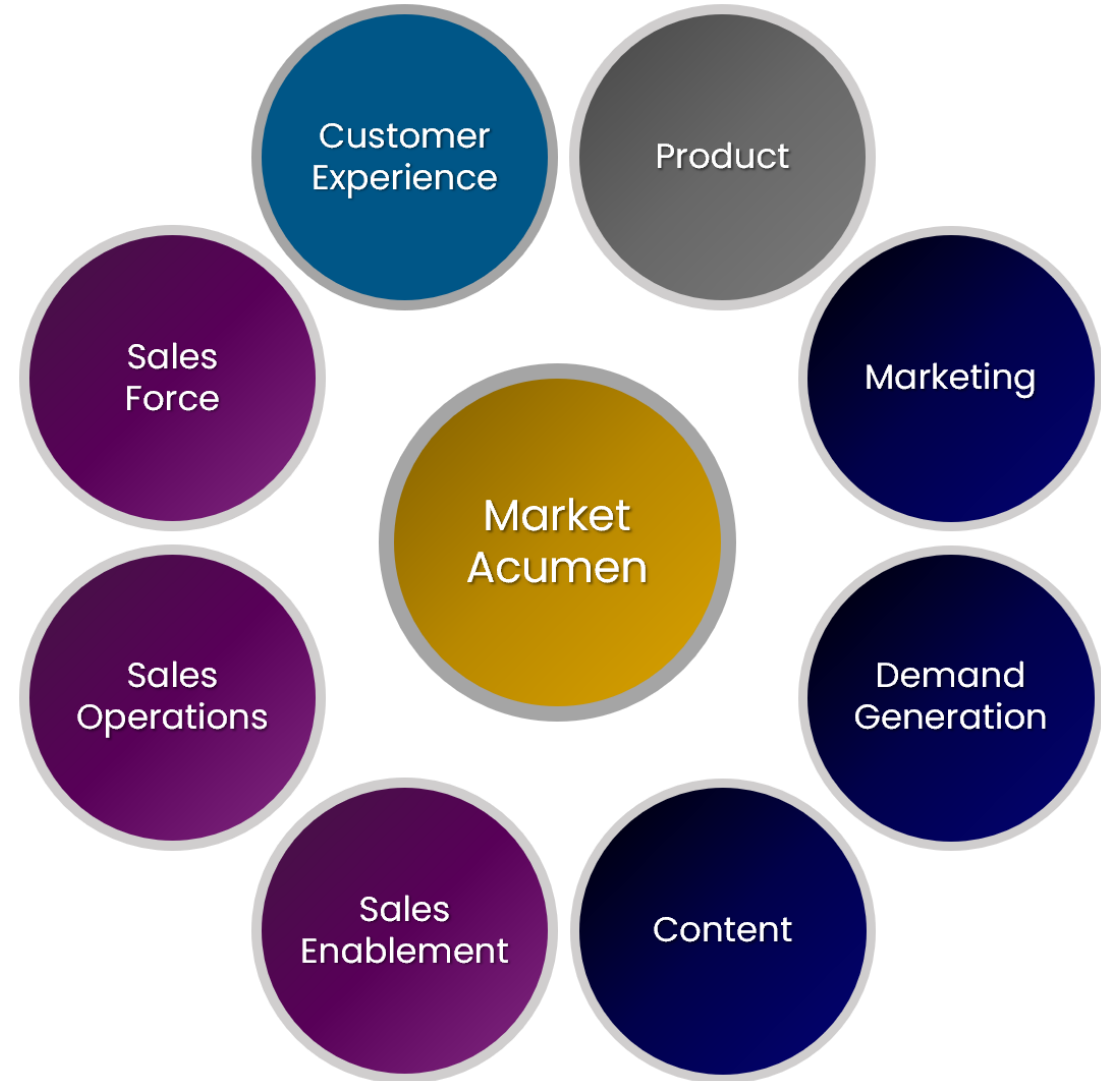 Customer
Experience
Product
Sales
Force
Marketing
Market
Acumen
Sales
Operations
Demand
Generation
Sales
Enablement
Content